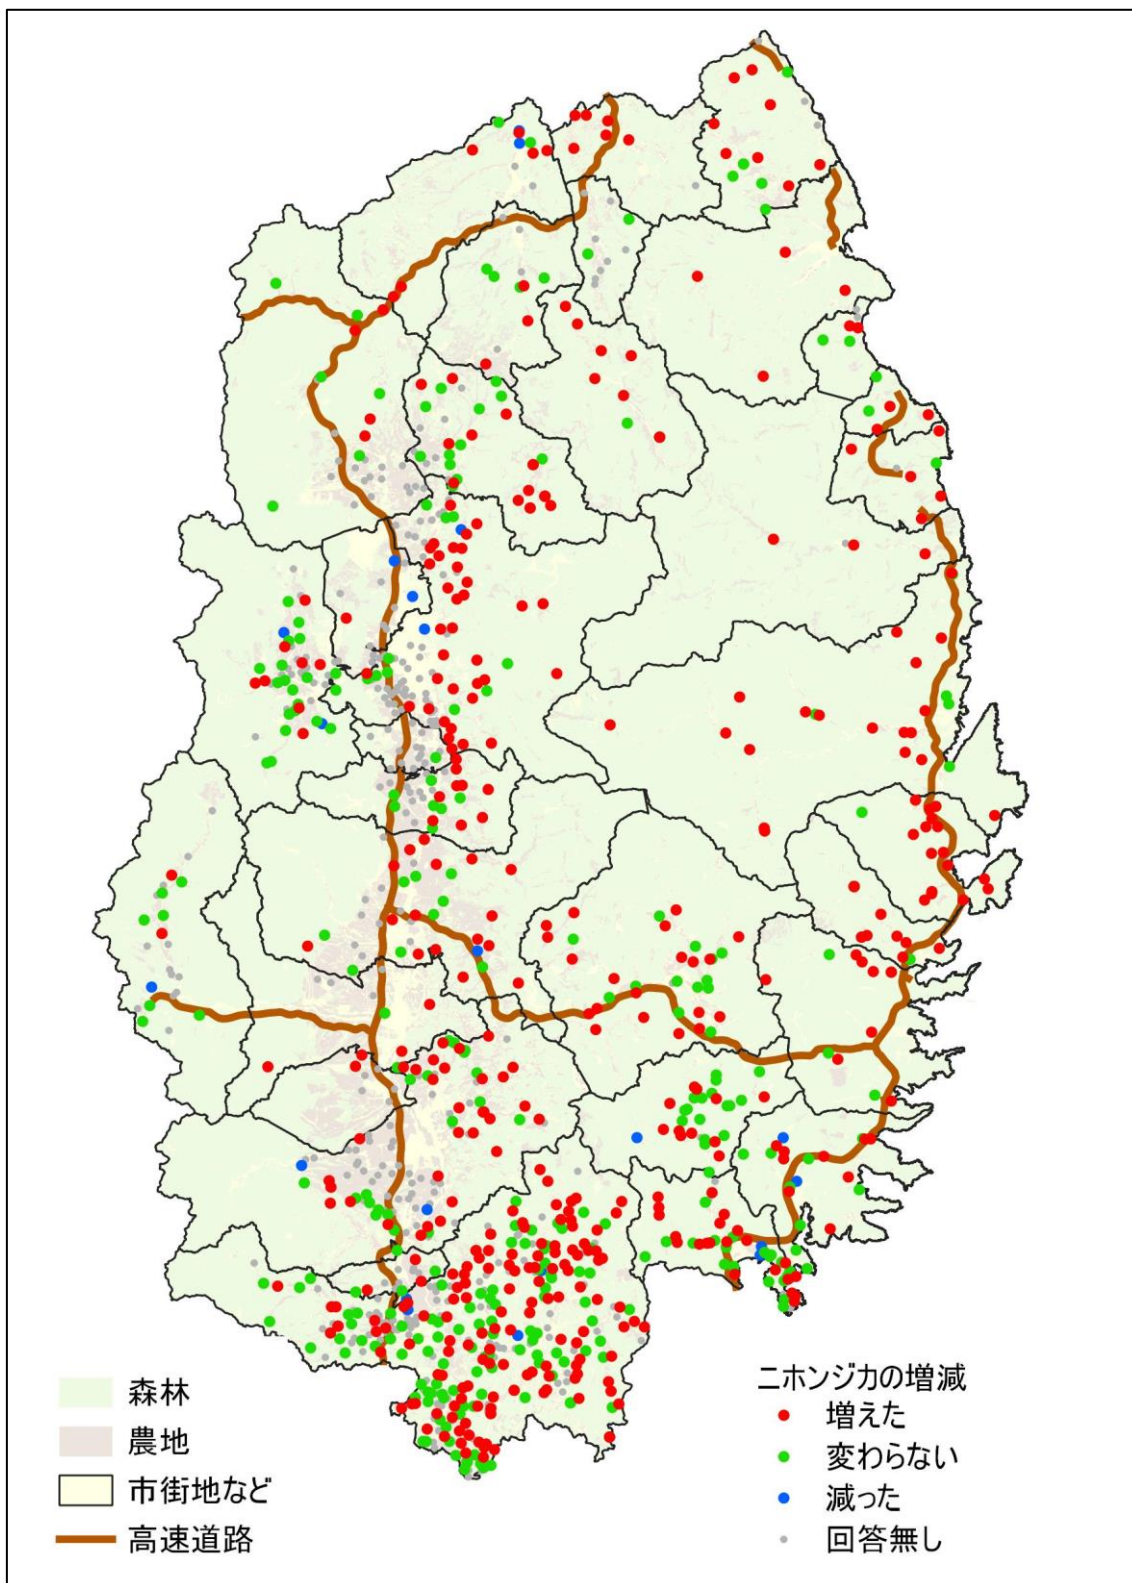 森林
農地
市街地など
高速道路
ニホンジカの増減
増えた
変わらない
減った
回答無し